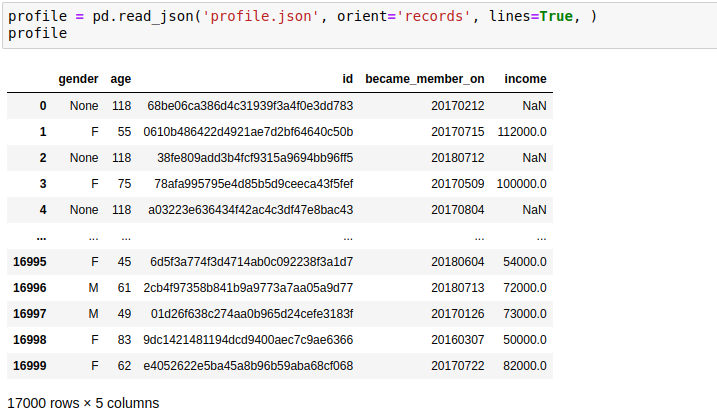 profile = pd.read_json('profile.json', orient='records', lines=True, )
profile
gender age id became_member_on income
0 None 118 68be06ca386d4c31939f3a4f0e3dd783 20170212 NaN
1 F 55 0610b486422d4921ae7d2bf64640c50b 20170715 112000.0
2 None 118 38fe809add3b4fcf9315a9694bb96ff5 20180712 NaN
3 F 75 78afa995795e4d85b5d9ceeca43f5fef 20170509 100000.0
4 None 118 a03223e636434f42ac4c3df47e8bac43 20170804 NaN
... ... ... ... ... ...
16995 F 45 6d5f3a774f3d4714ab0c092238f3a1d7 20180604 54000.0
16996 M 61 2cb4f97358b841b9a9773a7aa05a9d77 20180713 72000.0
16997 M 49 01d26f638c274aa0b965d24cefe3183f 20170126 73000.0
16998 F 83 9dc1421481194dcd9400aec7c9ae6366 20160307 50000.0
16999 F 62 e4052622e5ba45a8b96b59aba68cf068 20170722 82000.0
17000 rows × 5 columns